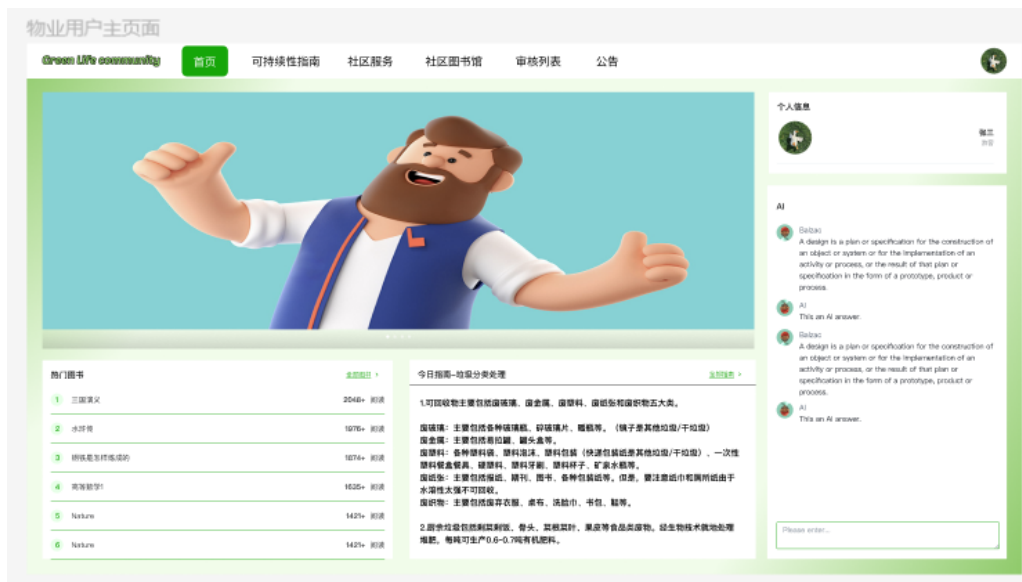 物业用户主页面
Green Life community
首页
可持续性指南
社区服务
社区图书馆
审核列表
公告
个人信息
张三
AI
Balzac
A design is a plan or specification for the construction of
an object or system or for the implementation of an
activity or process, or the result of that plan or
specification in the form of a prototype, product or
process.
AI
This an AI answer.
Balzac
A design is a plan or specification for the construction of
an object or system or for the implementation of an
activity or process, or the result of that plan or
specification in the form of a prototype, product or
process.
AI
This an AI answer.
Please enter...
热门图书
全部图书 >
1 三国演义 2048+ 阅读
2 水浒传 1976+ 阅读
3 钢铁是怎样炼成的 1874+ 阅读
4 高等数学1 1635+ 阅读
5 Nature 1421+ 阅读
6 Nature 1421+ 阅读
今日指南-垃圾分类处理
全部指南 >
1.可回收物主要包括废玻璃、废金属、废塑料、废纸张和废织物五大类。
废玻璃：主要包括各种玻璃瓶、碎玻璃片、暖瓶等。（镜子是其他垃圾/干垃圾）
废金属：主要包括易拉罐、罐头盒等。
废塑料：各种塑料袋、塑料泡沫、塑料包装（快递包装纸是其他垃圾/干垃圾）、一次性
塑料餐盒餐具、硬塑料、塑料牙刷、塑料杯子、矿泉水瓶等。
废纸张：主要包括报纸、期刊、图书、各种包装纸等。但是，要注意纸巾和厕所纸由于
水溶性太强不可回收。
废织物：主要包括废弃衣服、桌布、洗脸巾、书包、鞋等。
2.厨余垃圾包括剩菜剩饭、骨头、菜根菜叶、果皮等食品类废物。经生物技术就地处理
堆肥，每吨可生产0.6-0.7吨有机肥料。